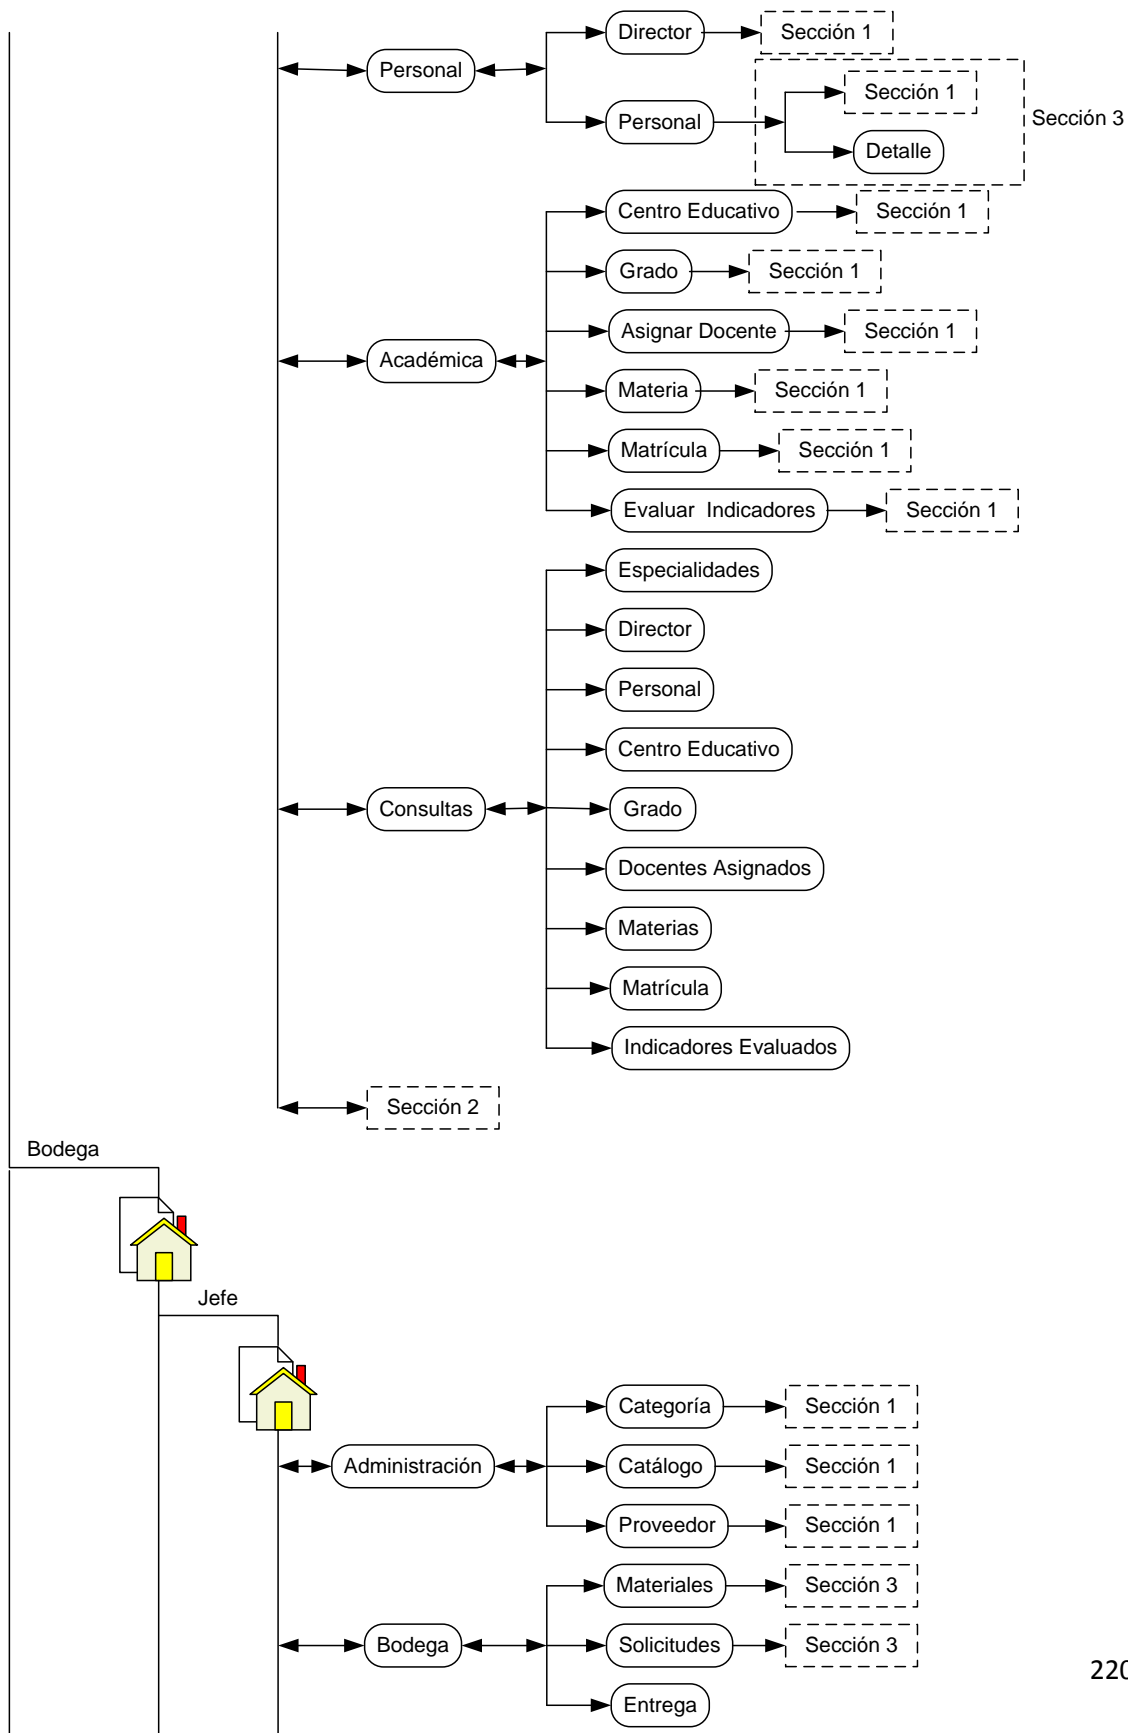 Director
Sección 1
Personal
Sección 1
Personal
Sección 3
Detalle
Centro Educativo
Sección 1
Grado
Sección 1
Asignar Docente
Sección 1
Académica
Materia
Sección 1
Matrícula
Sección 1
Evaluar Indicadores
Sección 1
Especialidades
Director
Personal
Centro Educativo
Consultas
Grado
Docentes Asignados
Materias
Matrícula
Indicadores Evaluados
Sección 2
Bodega
Jefe
Categoría
Sección 1
Administración
Catálogo
Sección 1
Proveedor
Sección 1
Materiales
Sección 3
Bodega
Solicitudes
Sección 3
Entrega
220